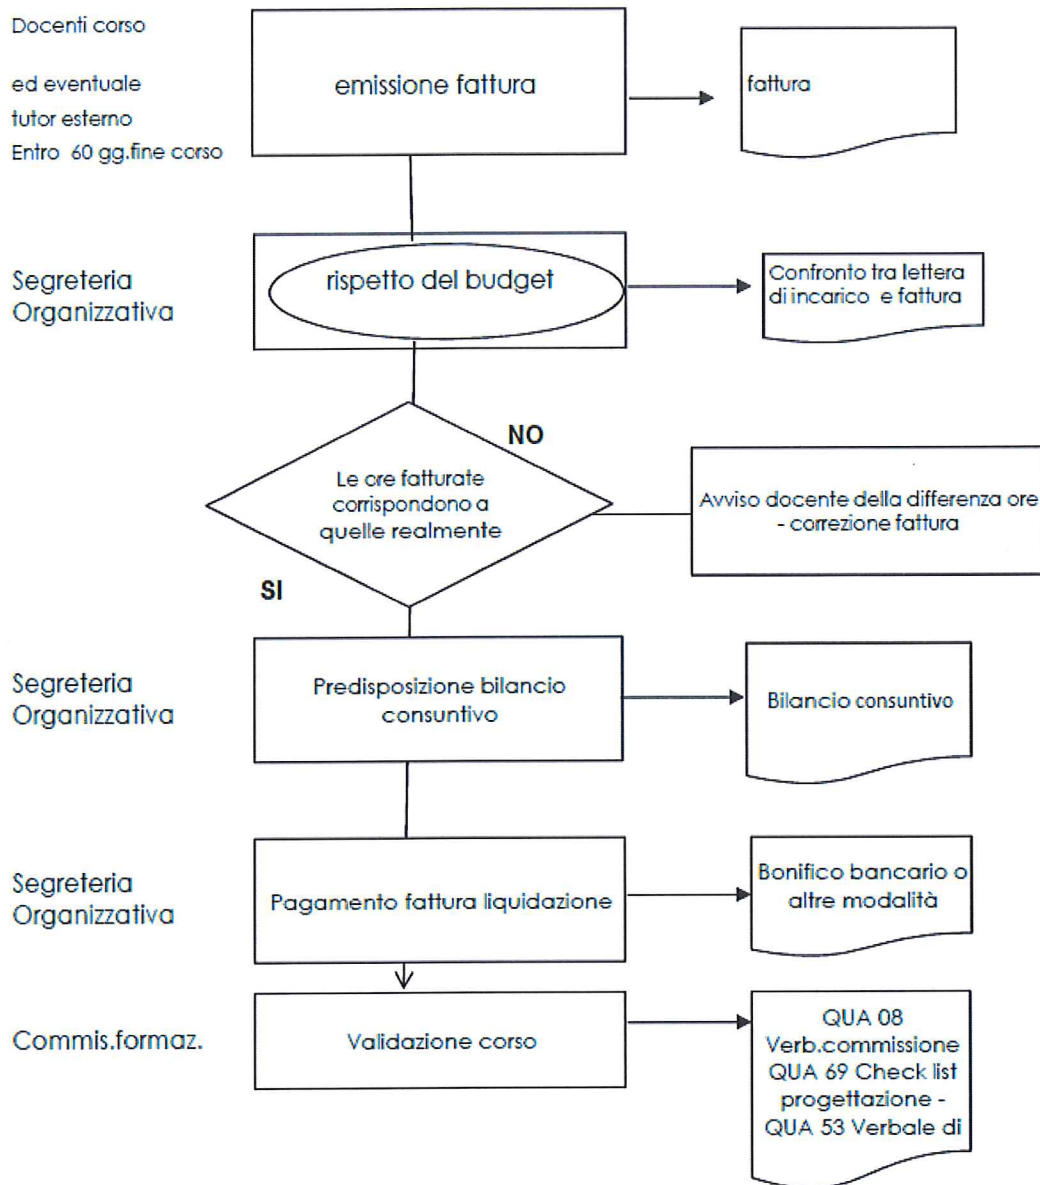 Docenti corso
ed eventuale
tutor esterno
Entro 60 gg.fine corso
emissione fattura
fattura
Segreteria
Organizzativa
rispetto del budget
Confronto tra lettera
di incarico e fattura
NO
Le ore fatturate
corrispondono a
quelle realmente
Avviso docente della differenza ore
- correzione fattura
SI
Segreteria
Organizzativa
Predisposizione bilancio
consuntivo
Bilancio consuntivo
Segreteria
Organizzativa
Pagamento fattura liquidazione
Bonifico bancario o
altre modalità
Commis.formaz.
Validazione corso
QUA 08
Verb.commissione
QUA 69 Check list
progettazione -
QUA 53 Verbale di